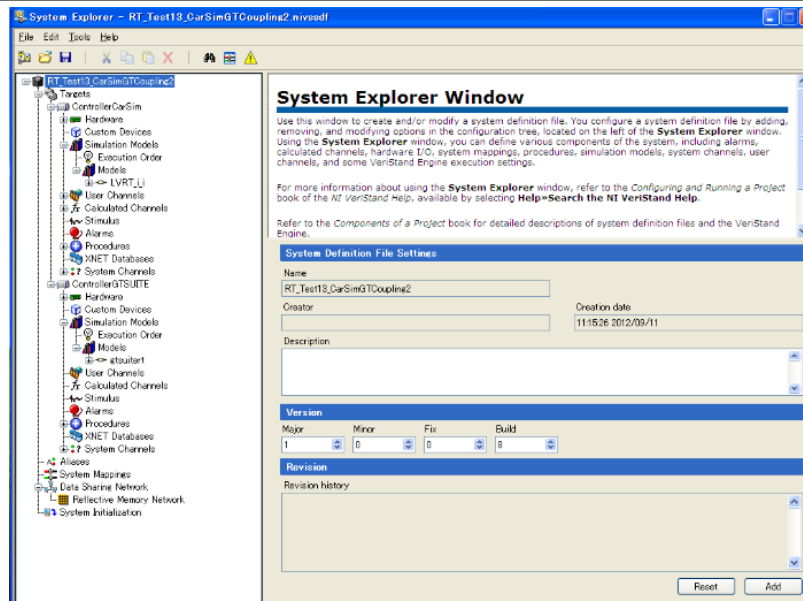 System Explorer - RT_Test13_CarSimGTCoupling2.nivssdf
File Edit Tools Help
RT_Test13_CarSimGTCoupling2
Targets
ControllerCarSim
Hardware
Custom Devices
Simulation Models
Execution Order
Models
LVRT_i_i
User Channels
Calculated Channels
Stimulus
Alarms
Procedures
XNET Databases
System Channels
ControllerGTSUITE
Hardware
Custom Devices
Simulation Models
Execution Order
Models
gtsuitert
User Channels
Calculated Channels
Stimulus
Alarms
Procedures
XNET Databases
System Channels
Aliases
System Mappings
Data Sharing Network
Reflective Memory Network
System Initialization
System Explorer Window
Use this window to create and/or modify a system definition file. You configure a system definition file by adding,
removing, and modifying options in the configuration tree, located on the left of the System Explorer window.
Using the System Explorer window, you can define various components of the system, including alarms,
calculated channels, hardware I/O, system mappings, procedures, simulation models, system channels, user
channels, and some VeriStand Engine execution settings.
For more information about using the System Explorer window, refer to the Configuring and Running a Project
book of the NI VeriStand Help, available by selecting Help»Search the NI VeriStand Help.
Refer to the Components of a Project book for detailed descriptions of system definition files and the VeriStand
Engine.
System Definition File Settings
Name
RT_Test13_CarSimGTCoupling2
Creator Creation date
11:15:26 2012/09/11
Description
Version
Major Minor Fix Build
1 0 0 8
Revision
Revision history
Reset Add